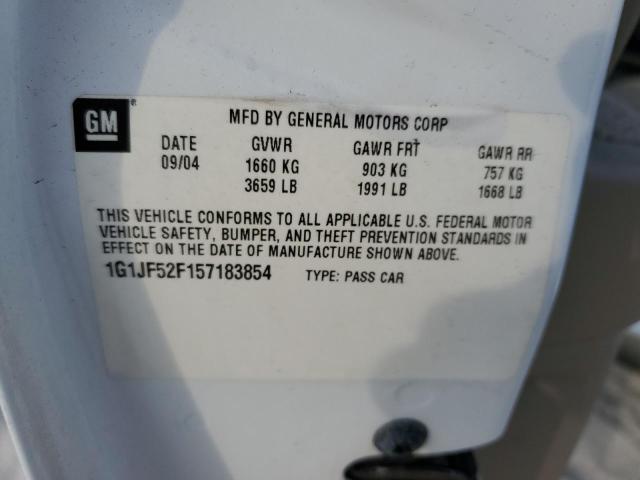 GM ®
MFD BY GENERAL MOTORS CORP
DATE GVWR GAWR FRT GAWR RR
09/04 1660 KG 903 KG 757 KG
3659 LB 1991 LB 1668 LB
THIS VEHICLE CONFORMS TO ALL APPLICABLE U.S. FEDERAL MOTOR
VEHICLE SAFETY, BUMPER, AND THEFT PREVENTION STANDARDS IN
EFFECT ON THE DATE OF MANUFACTURE SHOWN ABOVE.
1G1JF52F157183854 TYPE: PASS CAR